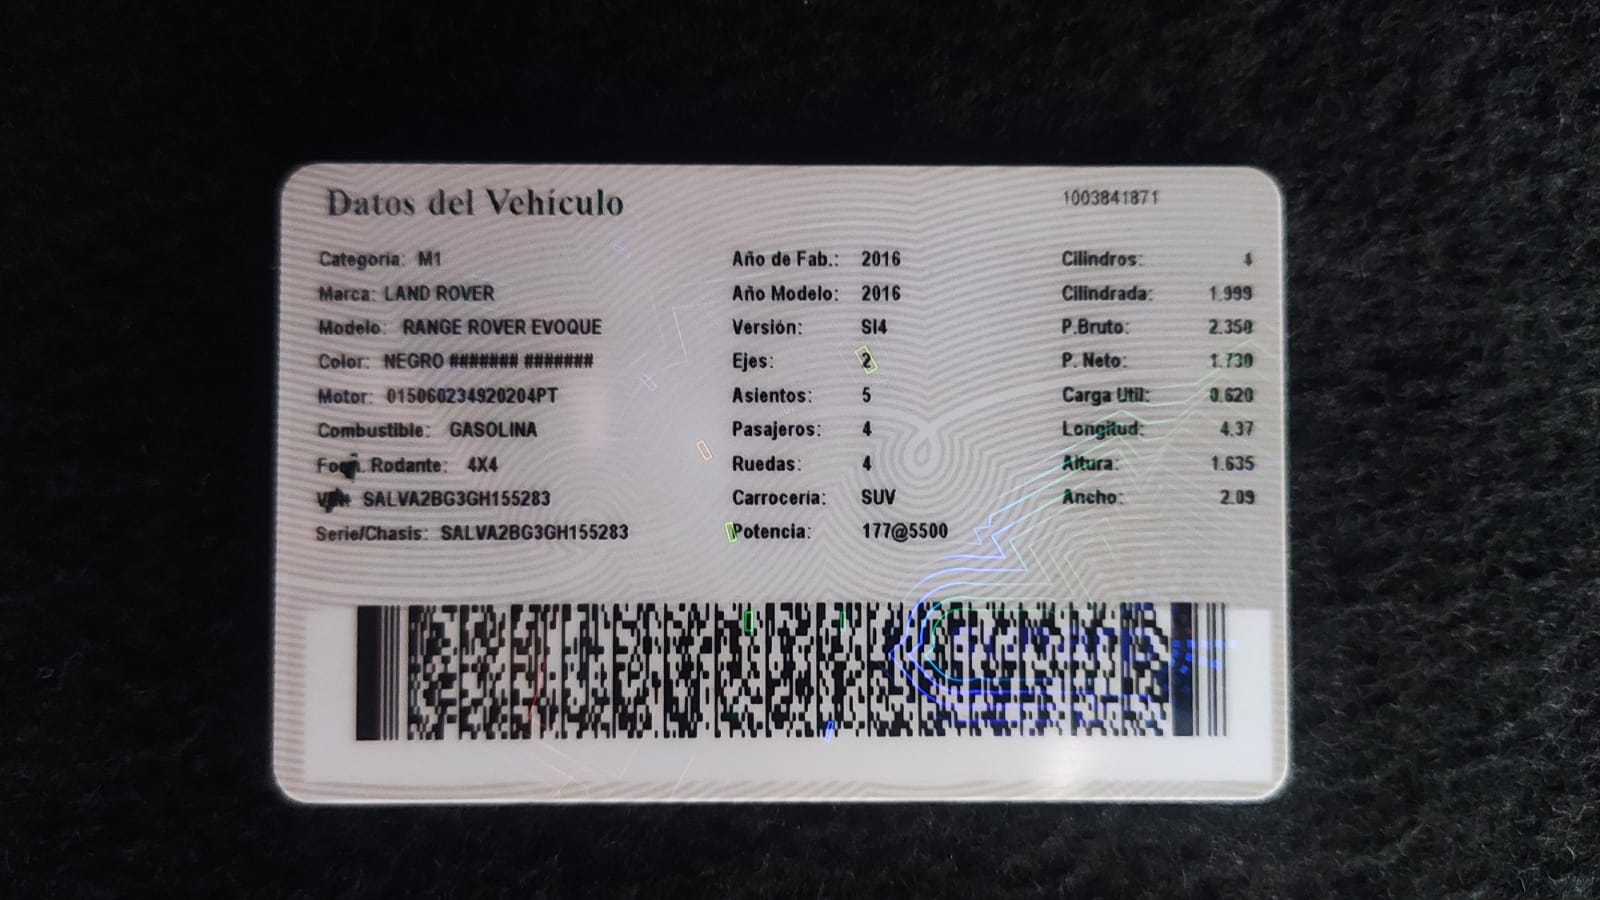 Datos del Vehículo
1003841871
Categoría: M1
Marca: LAND ROVER
Modelo: RANGE ROVER EVOQUE
Color: NEGRO ####### #######
Motor: 015060234920204PT
Combustible: GASOLINA
Rodante: 4X4
SALVA2BG3GH155283
Serie/Chasis: SALVA2BG3GH155283
Año de Fab.: 2016
Año Modelo: 2016
Versión: SI4
Ejes: 2
Asientos: 5
Pasajeros: 4
Ruedas: 4
Carrocería: SUV
Potencia: 177@5500
Cilindros: 4
Cilindrada: 1.999
P.Bruto: 2.350
P. Neto: 1.730
Carga Util: 0.620
Longitud: 4.37
Altura: 1.635
Ancho: 2.09